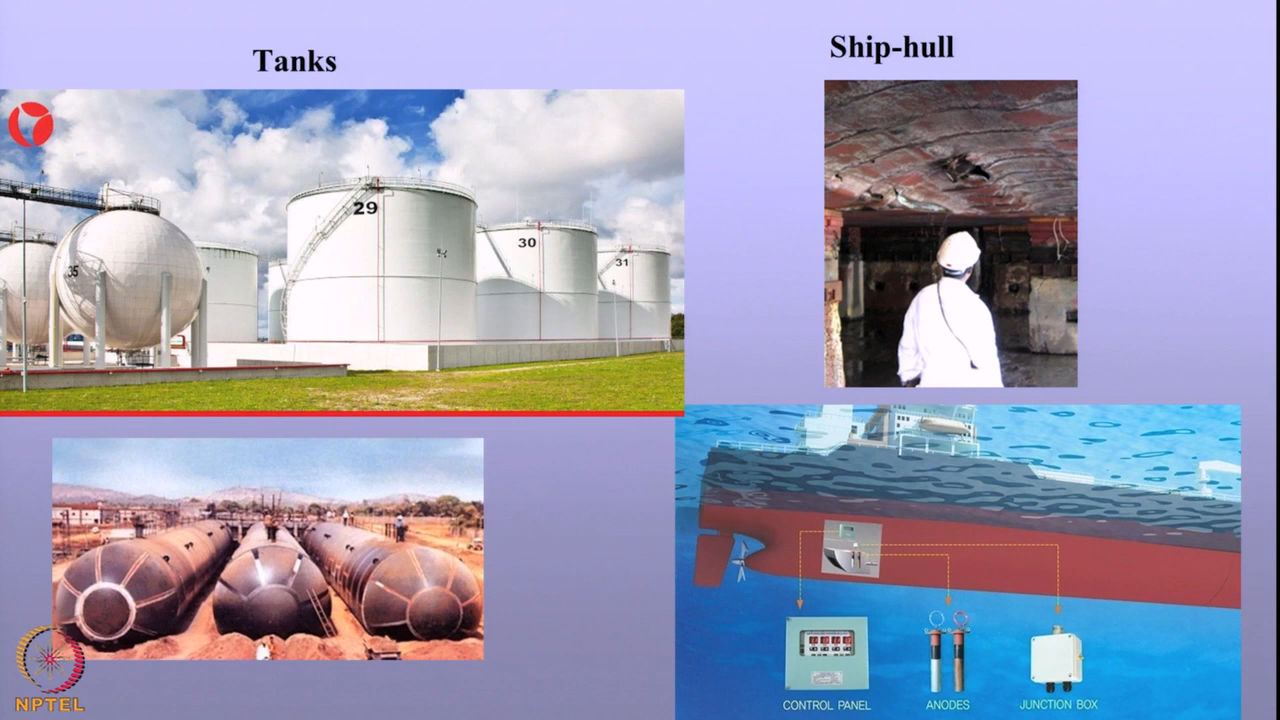 Tanks
Ship-hull
29
30
31
35
CONTROL PANEL
ANODES
JUNCTION BOX
NPTEL